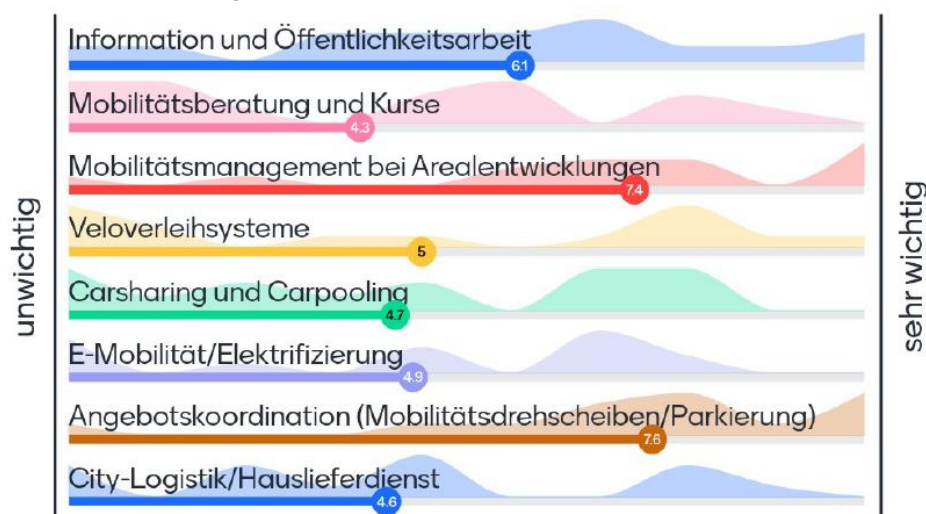 Information und Öffentlichkeitsarbeit
6.1
Mobilitätsberatung und Kurse
4.3
Mobilitätsmanagement bei Arealentwicklungen
7.4
Veloverleihsysteme
5
Carsharing und Carpooling
4.7
E-Mobilität/Elektrifizierung
4.9
Angebotskoordination (Mobilitätsdrehscheiben/Parkierung)
7.6
City-Logistik/Hauslieferdienst
4.6
unwichtig
sehr wichtig